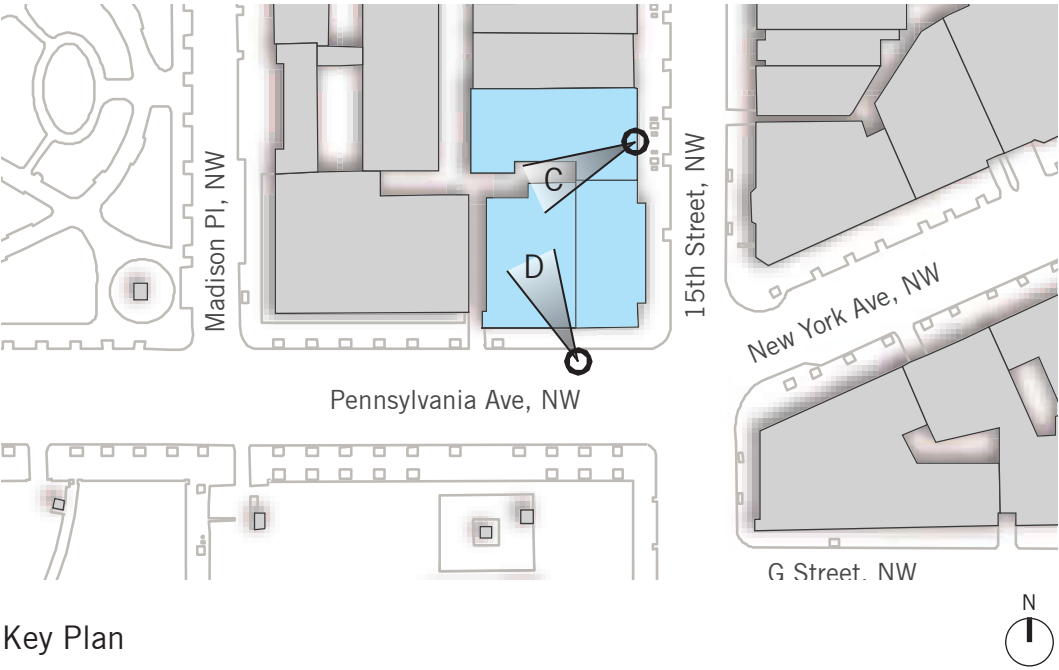 Madison Pl, NW
C
15th Street, NW
D
New York Ave, NW
Pennsylvania Ave, NW
G Street, NW
N
Key Plan